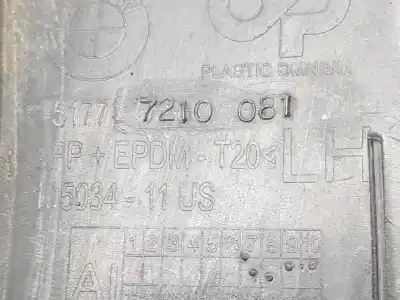 op
PLASTIC OMNIUM
5177 7210 081
PP + EPDM - T20<
LH
5034 - 11 US
1 2 3 4 5 6 7 8 9 10
A